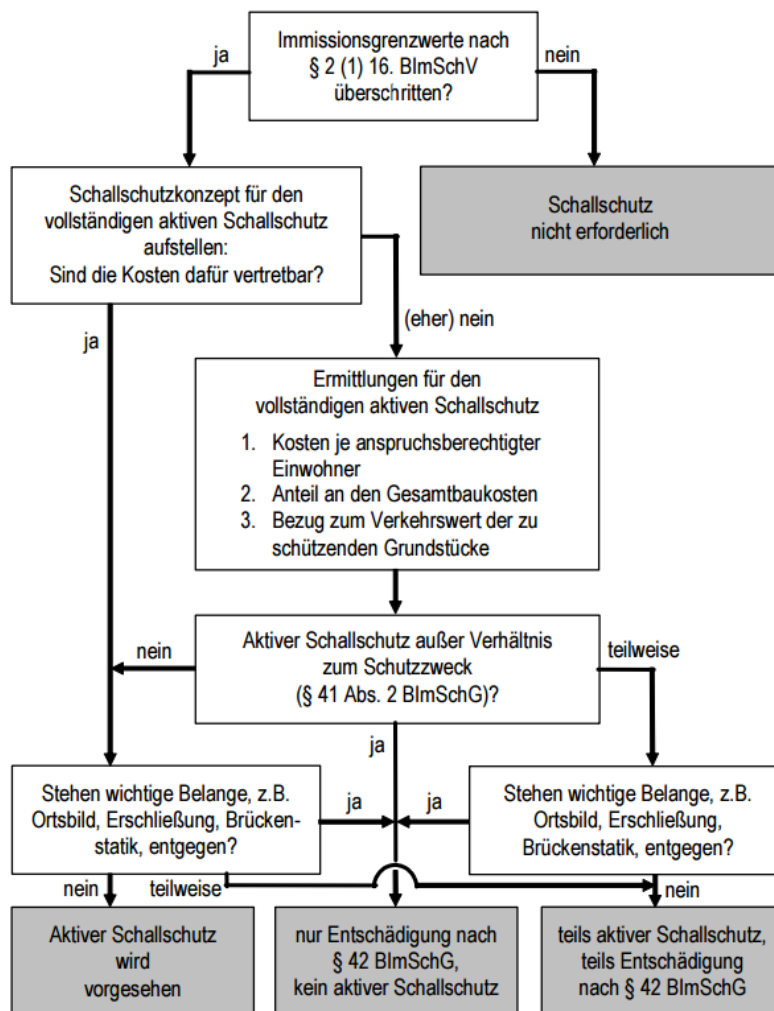 Immissionsgrenzwerte nach
§ 2 (1) 16. BImSchV
überschritten?
ja
nein
Schallschutzkonzept für den
vollständigen aktiven Schallschutz
aufstellen:
Sind die Kosten dafür vertretbar?
Schallschutz
nicht erforderlich
ja
(eher) nein
Ermittlungen für den
vollständigen aktiven Schallschutz
1. Kosten je anspruchsberechtigter
Einwohner
2. Anteil an den Gesamtbaukosten
3. Bezug zum Verkehrswert der zu
schützenden Grundstücke
nein
Aktiver Schallschutz außer Verhältnis
zum Schutzzweck
(§ 41 Abs. 2 BImSchG)?
teilweise
ja
Stehen wichtige Belange, z.B.
Ortsbild, Erschließung, Brücken-
statik, entgegen?
ja
ja
Stehen wichtige Belange, z.B.
Ortsbild, Erschließung,
Brückenstatik, entgegen?
nein
teilweise
nein
Aktiver Schallschutz
wird
vorgesehen
nur Entschädigung nach
§ 42 BImSchG,
kein aktiver Schallschutz
teils aktiver Schallschutz,
teils Entschädigung
nach § 42 BImSchG